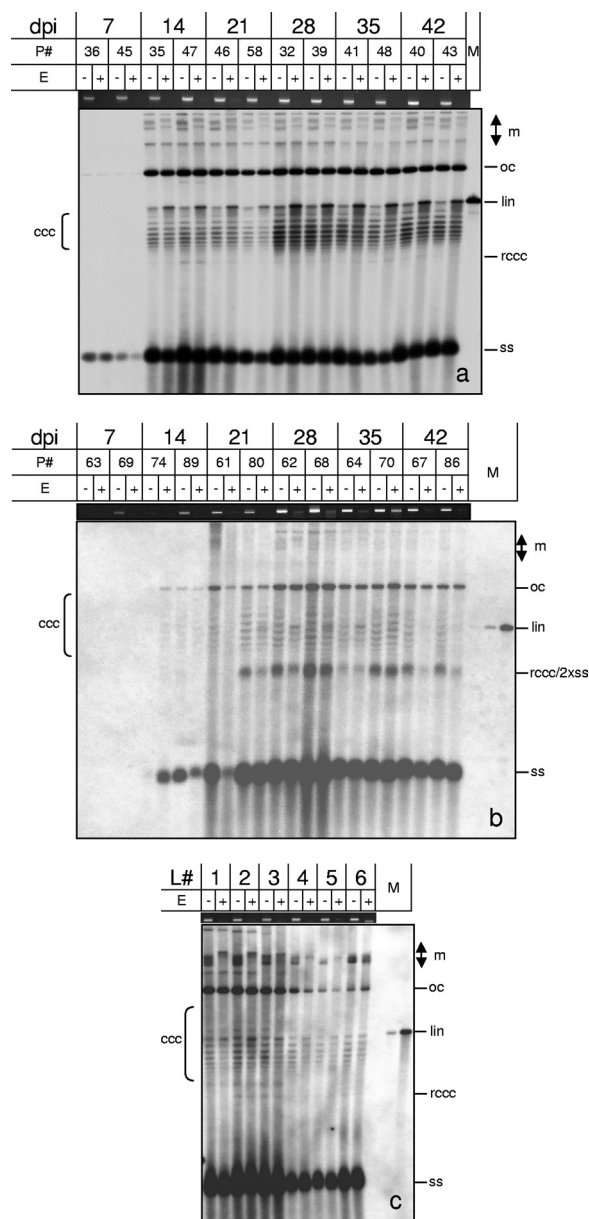 dpi 7 14 21 28 35 42
P# 36 45 35 47 46 58 32 39 41 48 40 43 M
E - + - + - + - + - + - + - + - + - + - + - + - +
m
oc
lin
ccc
rccc
ss
a
dpi 7 14 21 28 35 42
P# 63 69 74 89 61 80 62 68 64 70 67 86 M
E - + - + - + - + - + - + - + - + - + - + - + - +
m
oc
ccc
lin
rccc/2xss
ss
b
L# 1 2 3 4 5 6 M
E - + - + - + - + - + - +
m
oc
lin
ccc
rccc
ss
c